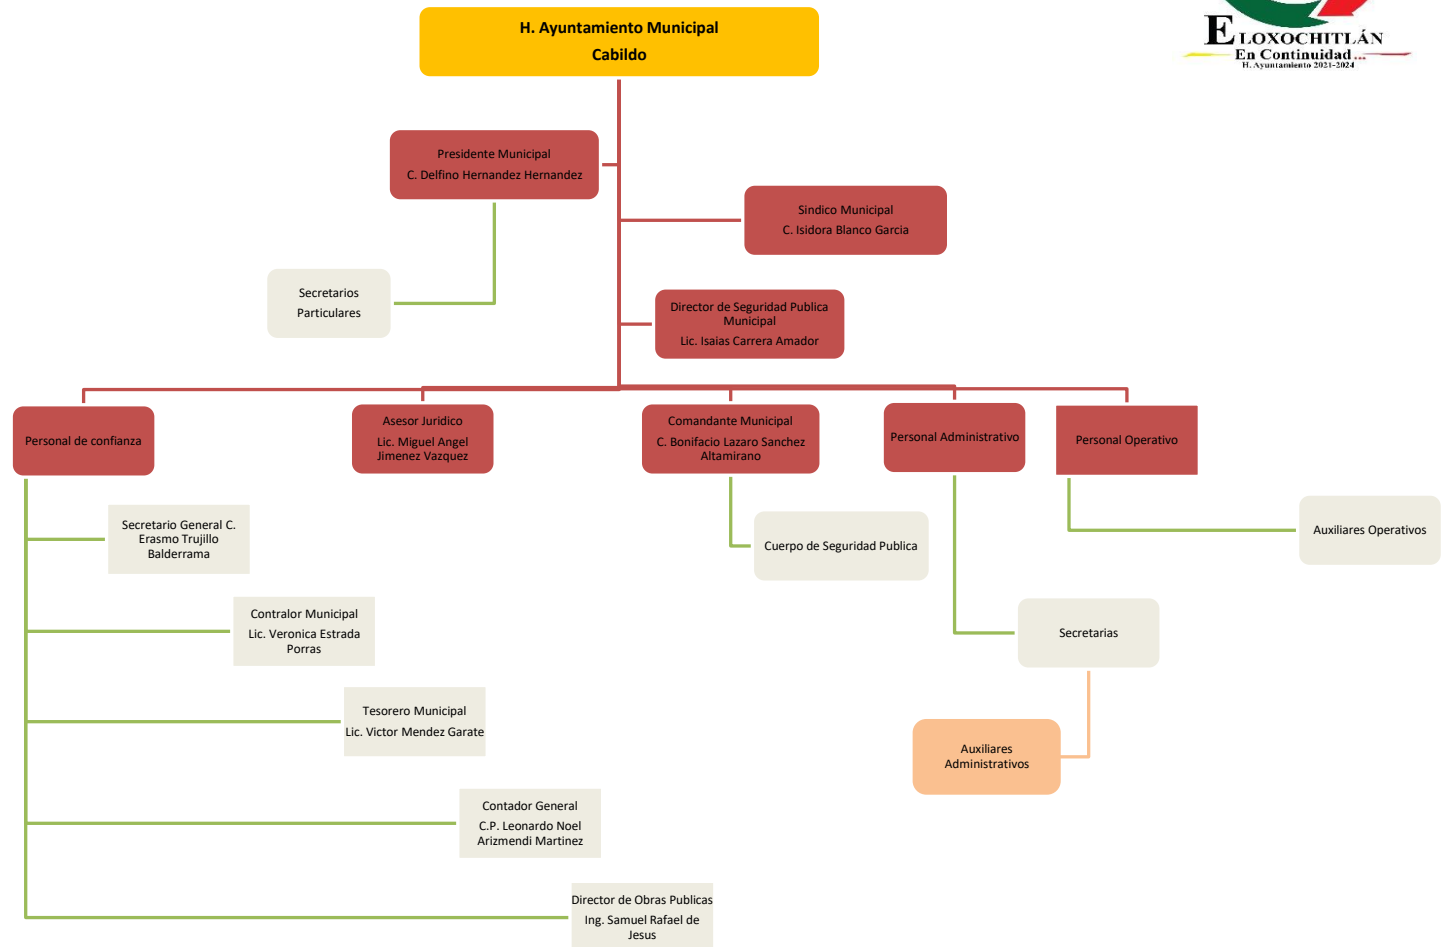 H. Ayuntamiento Municipal
Cabildo
ELOXOCHITLÁN
En Continuidad...
H. Ayuntamiento 2021-2024
Presidente Municipal
C. Delfino Hernandez Hernandez
Sindico Municipal
C. Isidora Blanco Garcia
Secretarios
Particulares
Director de Seguridad Publica
Municipal
Lic. Isaias Carrera Amador
Personal de confianza
Asesor Juridico
Lic. Miguel Angel
Jimenez Vazquez
Comandante Municipal
C. Bonifacio Lazaro Sanchez
Altamirano
Personal Administrativo
Personal Operativo
Secretario General C.
Erasmo Trujillo
Balderrama
Cuerpo de Seguridad Publica
Auxiliares Operativos
Contralor Municipal
Lic. Veronica Estrada
Porras
Secretarias
Tesorero Municipal
Lic. Victor Mendez Garate
Auxiliares
Administrativos
Contador General
C.P. Leonardo Noel
Arizmendi Martinez
Director de Obras Publicas
Ing. Samuel Rafael de
Jesus